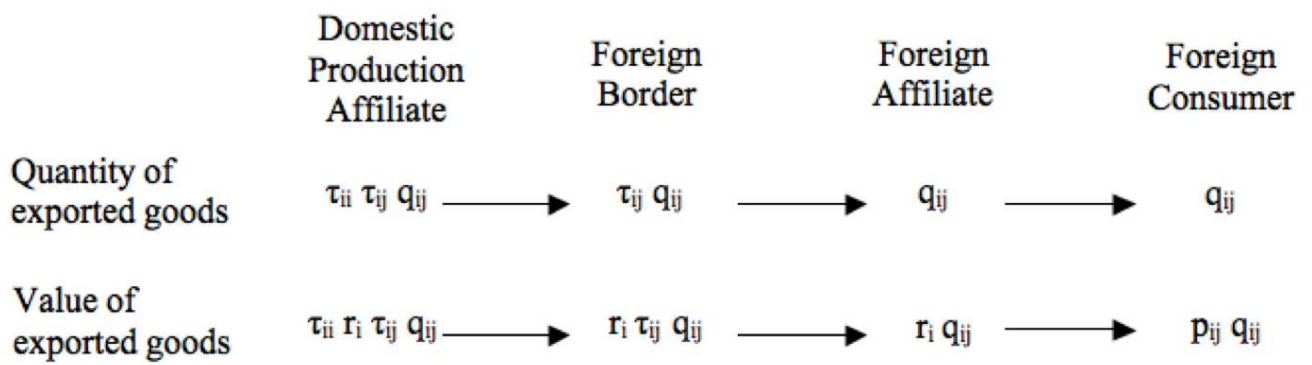 Domestic
Production
Affiliate
Foreign
Border
Foreign
Affiliate
Foreign
Consumer
Quantity of
exported goods
τii τij qij
τij qij
qij
qij
Value of
exported goods
τii ri τij qij
ri τij qij
ri qij
pij qij